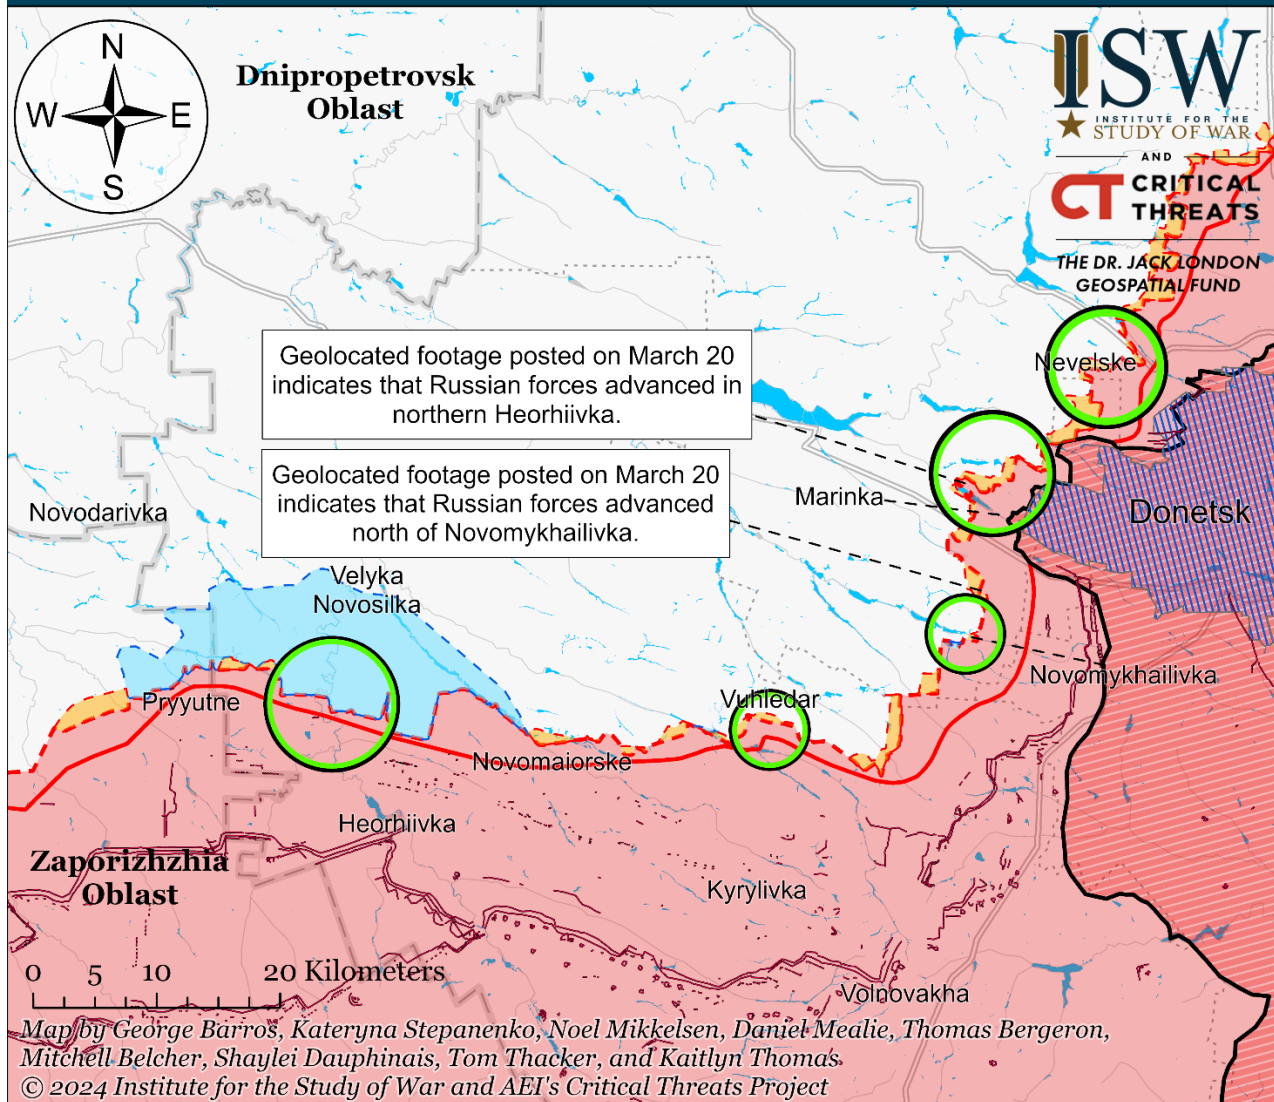 N
W E
S
Dnipropetrovsk
Oblast
ISW
INSTITUTE FOR THE
STUDY OF WAR
AND
CT CRITICAL
THREATS
THE DR. JACK LONDON
GEOSPATIAL FUND
Geolocated footage posted on March 20
indicates that Russian forces advanced in
northern Heorhiivka.
Nevelske
Geolocated footage posted on March 20
indicates that Russian forces advanced
north of Novomykhailivka.
Marinka
Novodarivka
Donetsk
Velyka
Novosilka
Novomykhailivka
Pryyutne
Vuhledar
Novomaiorske
Heorhiivka
Zaporizhzhia
Oblast
Kyrylivka
Volnovakha
0 5 10 20 Kilometers
Map by George Barros, Kateryna Stepanenko, Noel Mikkelsen, Daniel Mealie, Thomas Bergeron,
Mitchell Belcher, Shaylei Dauphinais, Tom Thacker, and Kaitlyn Thomas
© 2024 Institute for the Study of War and AEI's Critical Threats Project